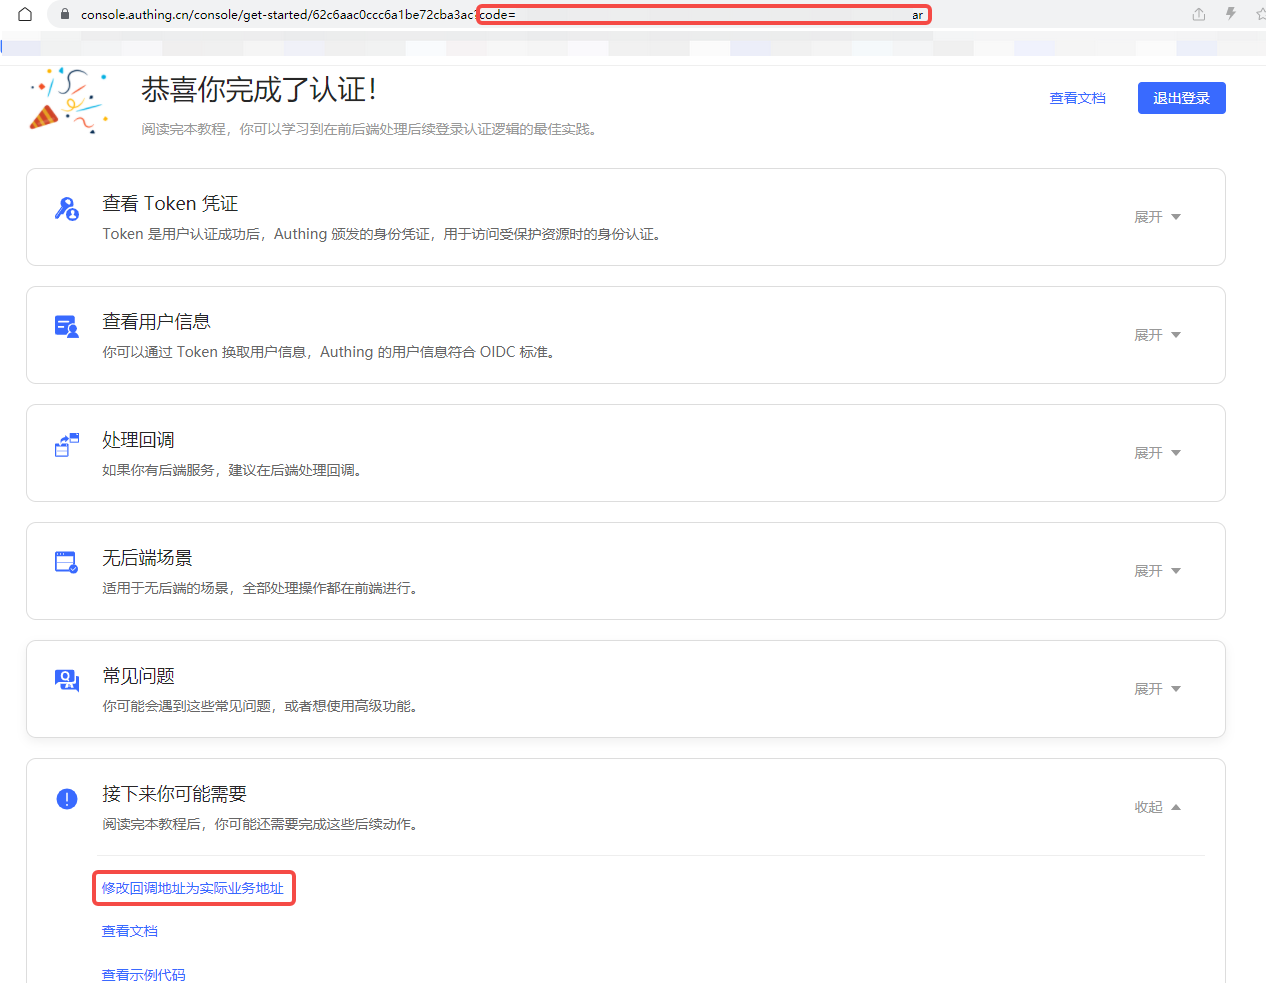 console.authing.cn/console/get-started/62c6aac0ccc6a1be72cba3ac?code= ar
恭喜你完成了认证！
查看文档
退出登录
阅读完本教程，你可以学习到在前后端处理后续登录认证逻辑的最佳实践。
查看 Token 凭证
Token 是用户认证成功后，Authing 颁发的身份凭证，用于访问受保护资源时的身份认证。
展开
查看用户信息
你可以通过 Token 换取用户信息，Authing 的用户信息符合 OIDC 标准。
展开
处理回调
如果你有后端服务，建议在后端处理回调。
展开
无后端场景
适用于无后端的场景，全部处理操作都在前端进行。
展开
常见问题
你可能会遇到这些常见问题，或者想使用高级功能。
展开
接下来你可能需要
阅读完本教程后，你可能还需要完成这些后续动作。
收起
修改回调地址为实际业务地址
查看文档
查看示例代码